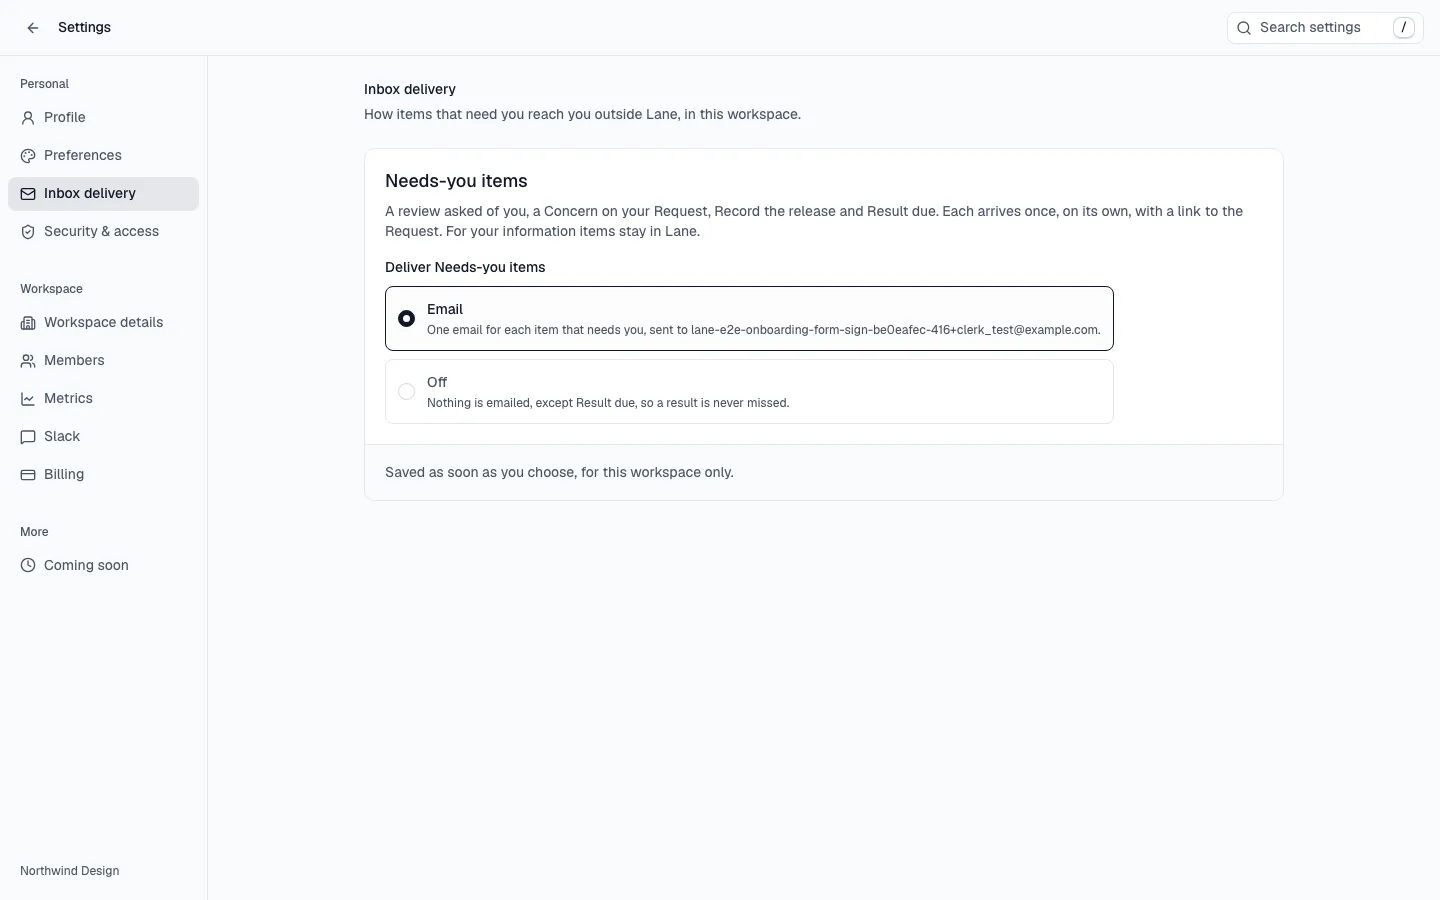 Settings
Search settings
/
Personal
Profile
Preferences
Inbox delivery
Security & access
Workspace
Workspace details
Members
Metrics
Slack
Billing
More
Coming soon
Northwind Design
Inbox delivery
How items that need you reach you outside Lane, in this workspace.
Needs-you items
A review asked of you, a Concern on your Request, Record the release and Result due. Each arrives once, on its own, with a link to the
Request. For your information items stay in Lane.
Deliver Needs-you items
Email
One email for each item that needs you, sent to lane-e2e-onboarding-form-sign-be0eafec-416+clerk_test@example.com.
Off
Nothing is emailed, except Result due, so a result is never missed.
Saved as soon as you choose, for this workspace only.